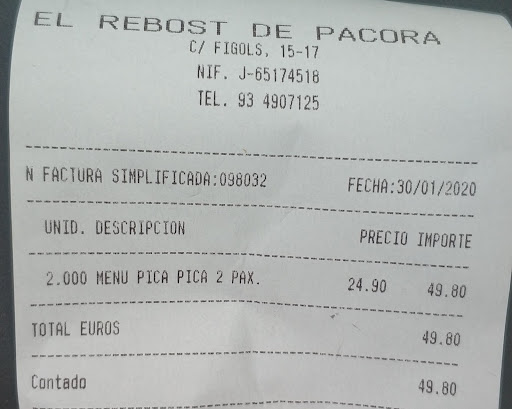 EL REBOST DE PACORA
C/ FIGOLS, 15-17
NIF. J-65174518
TEL. 93 4907125
N FACTURA SIMPLIFICADA:098032 FECHA:30/01/2020
UNID. DESCRIPCION PRECIO IMPORTE
2.000 MENU PICA PICA 2 PAX. 24.90 49.80
TOTAL EUROS 49.80
Contado 49.80